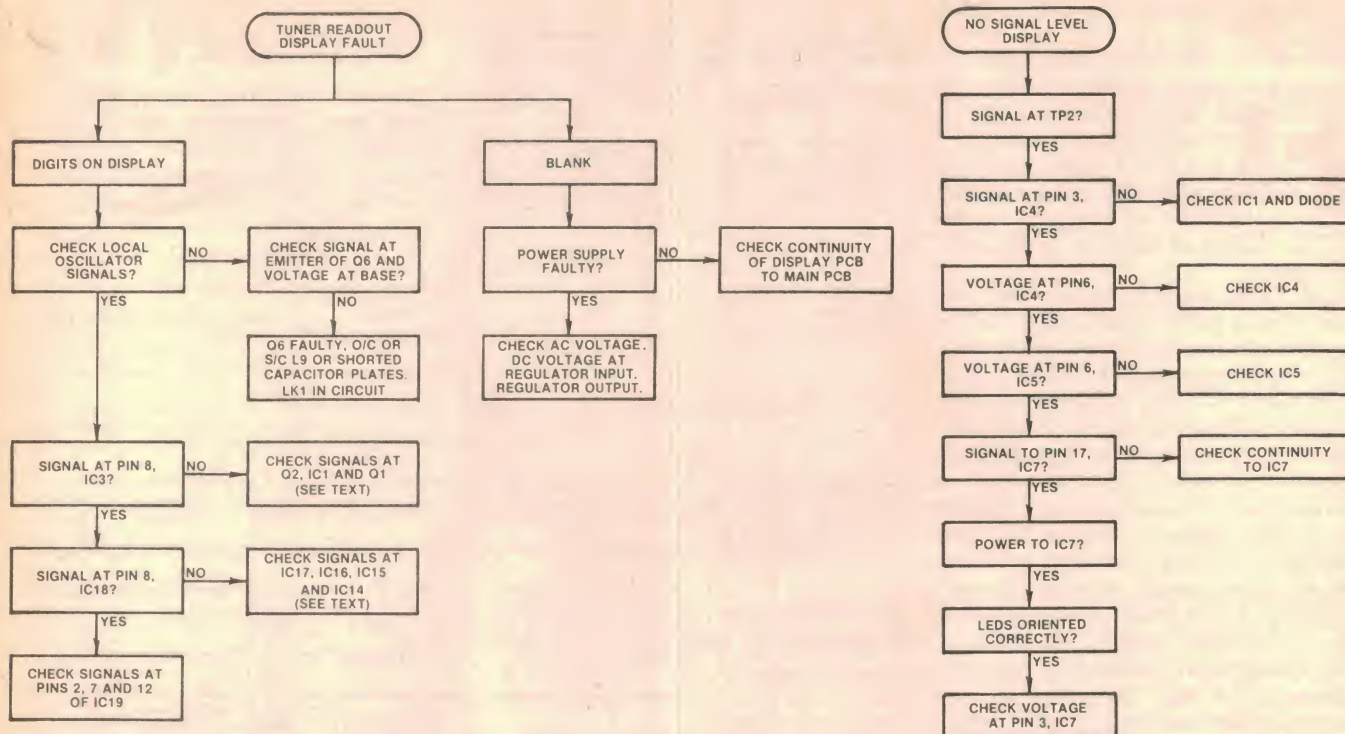 TUNER READOUT
DISPLAY FAULT
DIGITS ON DISPLAY
BLANK
CHECK LOCAL
OSCILLATOR
SIGNALS?
NO
CHECK SIGNAL AT
EMITTER OF Q6 AND
VOLTAGE AT BASE?
YES
NO
Q6 FAULTY, O/C OR
S/C L9 OR SHORTED
CAPACITOR PLATES.
LK1 IN CIRCUIT
POWER SUPPLY
FAULTY?
NO
CHECK CONTINUITY
OF DISPLAY PCB
TO MAIN PCB
YES
CHECK AC VOLTAGE.
DC VOLTAGE AT
REGULATOR INPUT.
REGULATOR OUTPUT.
SIGNAL AT PIN 8,
IC3?
NO
CHECK SIGNALS AT
Q2, IC1 AND Q1
(SEE TEXT)
YES
SIGNAL AT PIN 8,
IC18?
NO
CHECK SIGNALS AT
IC17, IC16, IC15
AND IC14
(SEE TEXT)
YES
CHECK SIGNALS AT
PINS 2, 7 AND 12
OF IC19
NO SIGNAL LEVEL
DISPLAY
SIGNAL AT TP2?
YES
SIGNAL AT PIN 3,
IC4?
NO
CHECK IC1 AND DIODE
YES
VOLTAGE AT PIN6,
IC4?
NO
CHECK IC4
YES
VOLTAGE AT PIN 6,
IC5?
NO
CHECK IC5
YES
SIGNAL TO PIN 17,
IC7?
NO
CHECK CONTINUITY
TO IC7
YES
POWER TO IC7?
YES
LEDS ORIENTED
CORRECTLY?
YES
CHECK VOLTAGE
AT PIN 3, IC7